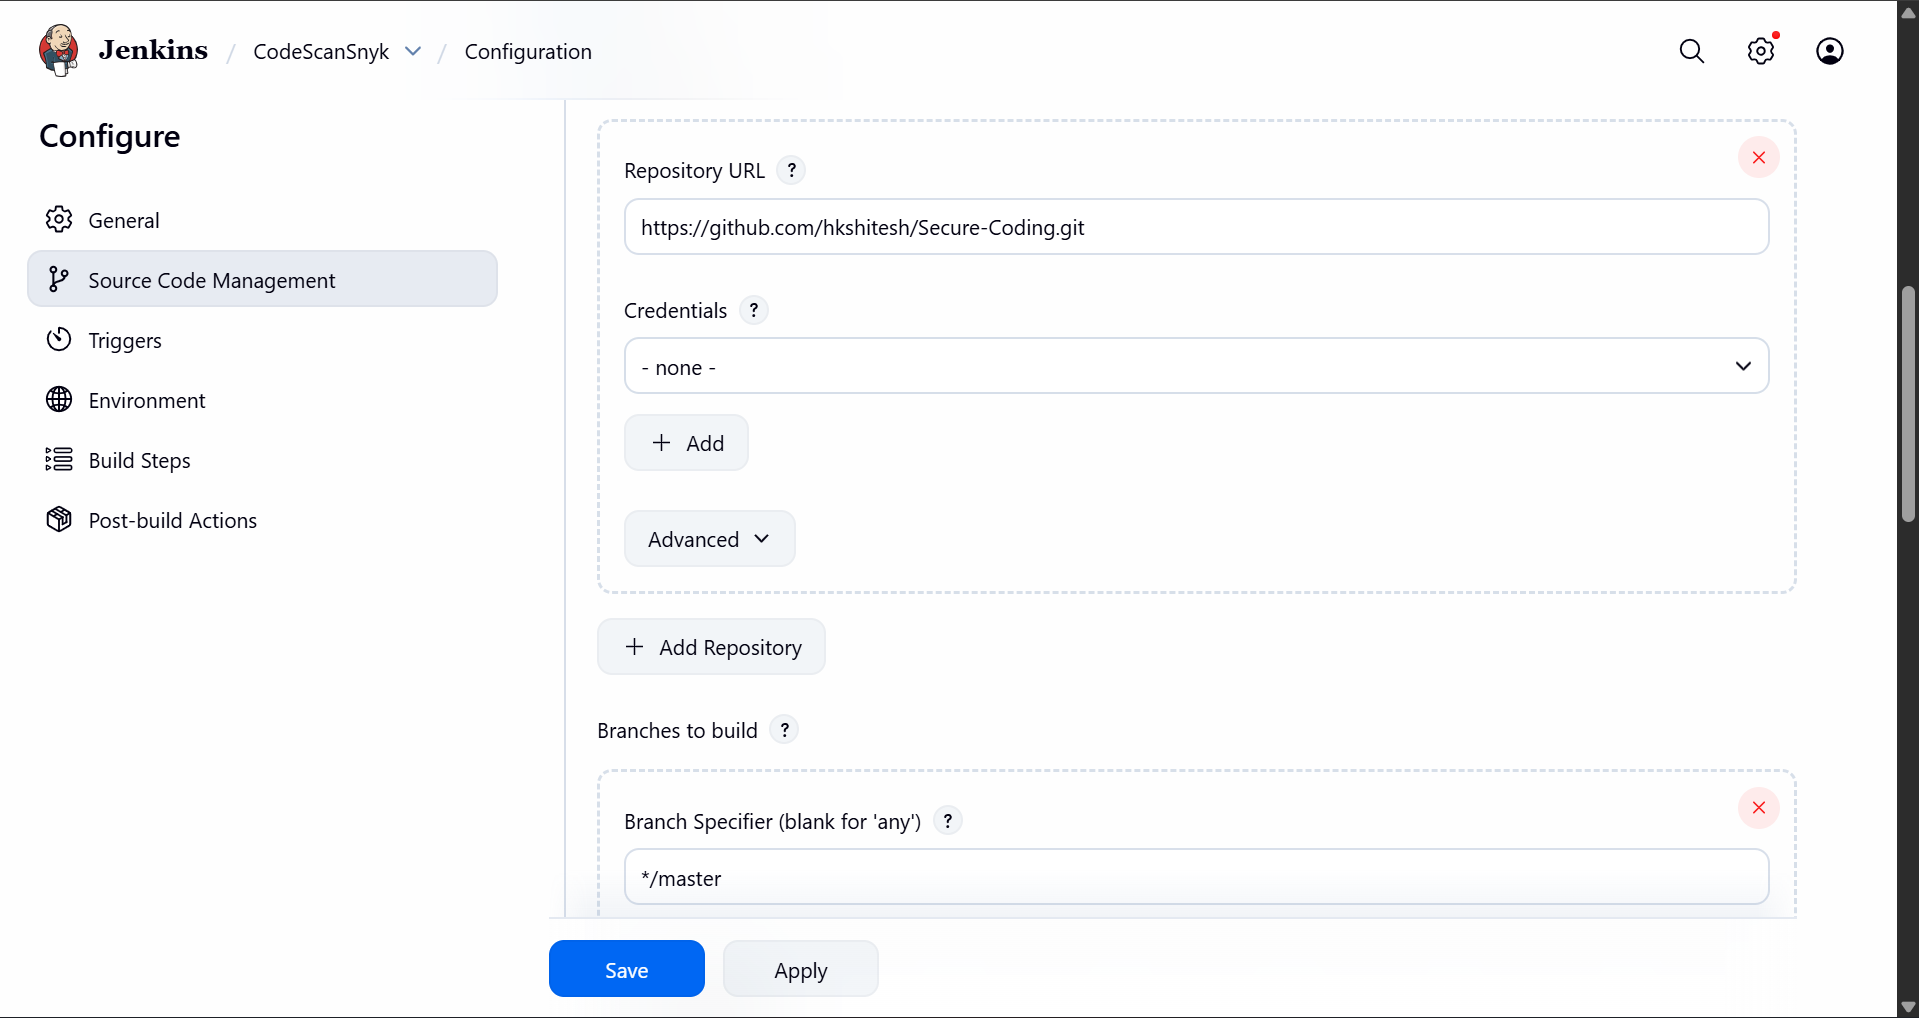 Jenkins / CodeScanSnyk / Configuration
Configure
General
Source Code Management
Triggers
Environment
Build Steps
Post-build Actions
Repository URL ?
https://github.com/hkshitesh/Secure-Coding.git
Credentials ?
- none -
+ Add
Advanced
+ Add Repository
Branches to build ?
Branch Specifier (blank for 'any') ?
*/master
Save
Apply